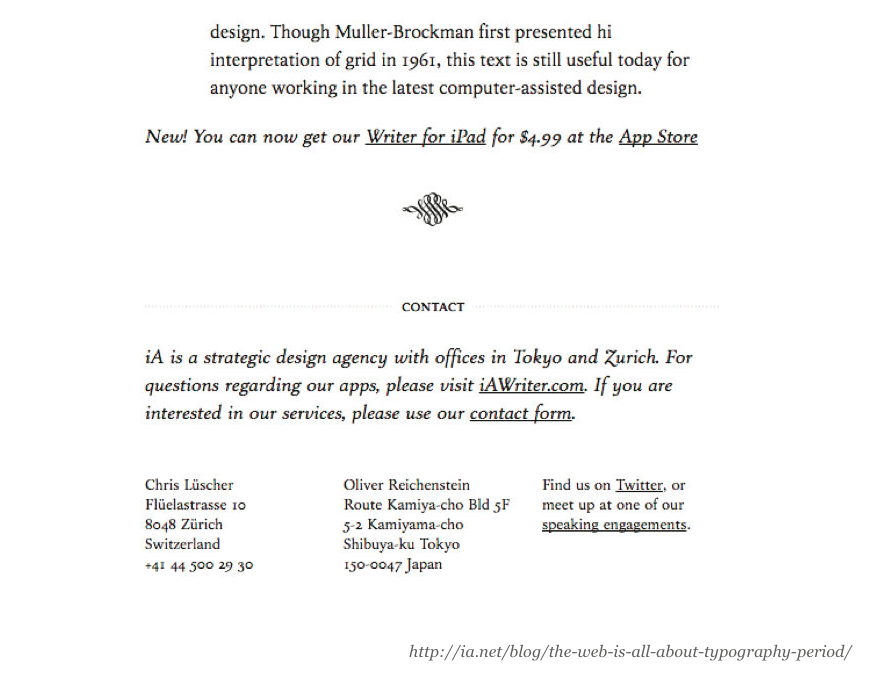 design. Though Muller-Brockman first presented hi
interpretation of grid in 1961, this text is still useful today for
anyone working in the latest computer-assisted design.
New! You can now get our Writer for iPad for $4.99 at the App Store
CONTACT
iA is a strategic design agency with offices in Tokyo and Zurich. For
questions regarding our apps, please visit iAWriter.com. If you are
interested in our services, please use our contact form.
Chris Lüscher
Flüelastrasse 10
8048 Zürich
Switzerland
+41 44 500 29 30
Oliver Reichenstein
Route Kamiya-cho Bld 5F
5-2 Kamiyama-cho
Shibuya-ku Tokyo
150-0047 Japan
Find us on Twitter, or
meet up at one of our
speaking engagements.
http://ia.net/blog/the-web-is-all-about-typography-period/